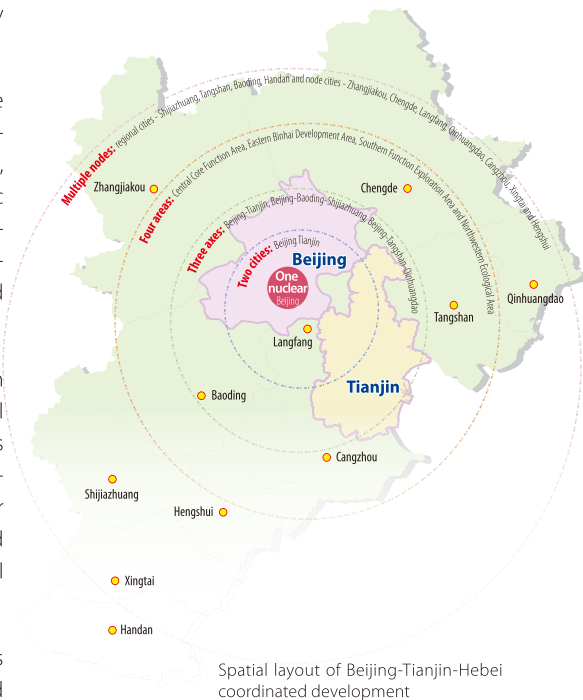 Multiple nodes: regional cities - Shijiazhuang, Tangshan, Baoding, Handan and node cities - Zhangjiakou, Chengde, Langfang, Qinhuangdao, Cangzhou, Xingtai and Hengshui
Four areas: Central Core Function Area, Eastern Binhai Development Area, Southern Function Exploration Area and Northwestern Ecological Area
Three axes: Beijing-Tianjin, Beijing-Baoding-Shijiazhuang, Beijing-Tangshan-Qinhuangdao
Two cities: Beijing Tianjin
Zhangjiakou
Chengde
Beijing
One
nuclear
Beijing
Qinhuangdao
Tangshan
Langfang
Tianjin
Baoding
Cangzhou
Shijiazhuang
Hengshui
Xingtai
Handan
Spatial layout of Beijing-Tianjin-Hebei
coordinated development